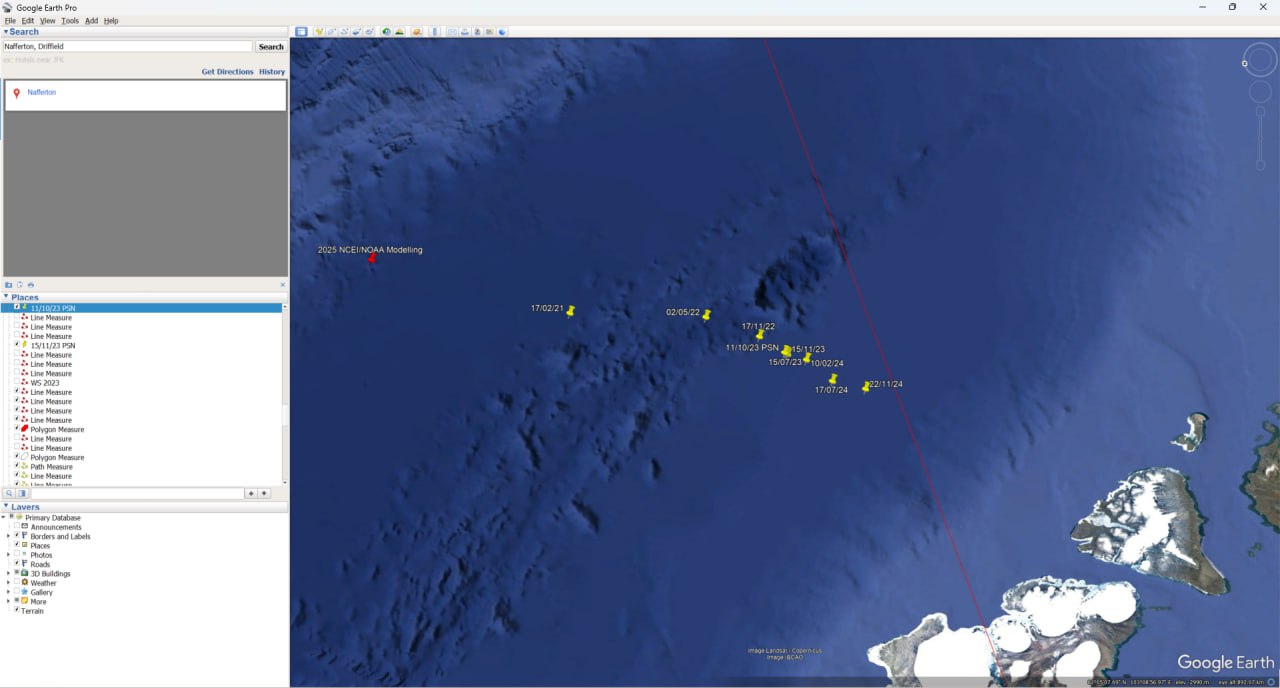 Google Earth Pro
File Edit View Tools Add Help
Search
Nafferton, Driffield
Search
ex: Hotels near JFK
Get Directions History
Nafferton
2025 NCEI/NOAA Modelling
17/02/21
02/05/22
17/11/22
11/10/23 PSN
15/11/23
15/07/23
10/02/24
17/07/24
22/11/24
Places
11/10/23 PSN
Line Measure
Line Measure
Line Measure
15/11/23 PSN
Line Measure
Line Measure
Line Measure
WS 2023
Line Measure
Line Measure
Line Measure
Line Measure
Polygon Measure
Line Measure
Line Measure
Polygon Measure
Path Measure
Line Measure
Line Measure
Layers
Primary Database
Announcements
Borders and Labels
Places
Photos
Roads
3D Buildings
Weather
Gallery
More
Terrain
Image Landsat / Copernicus
Image IBCAO
Google Earth